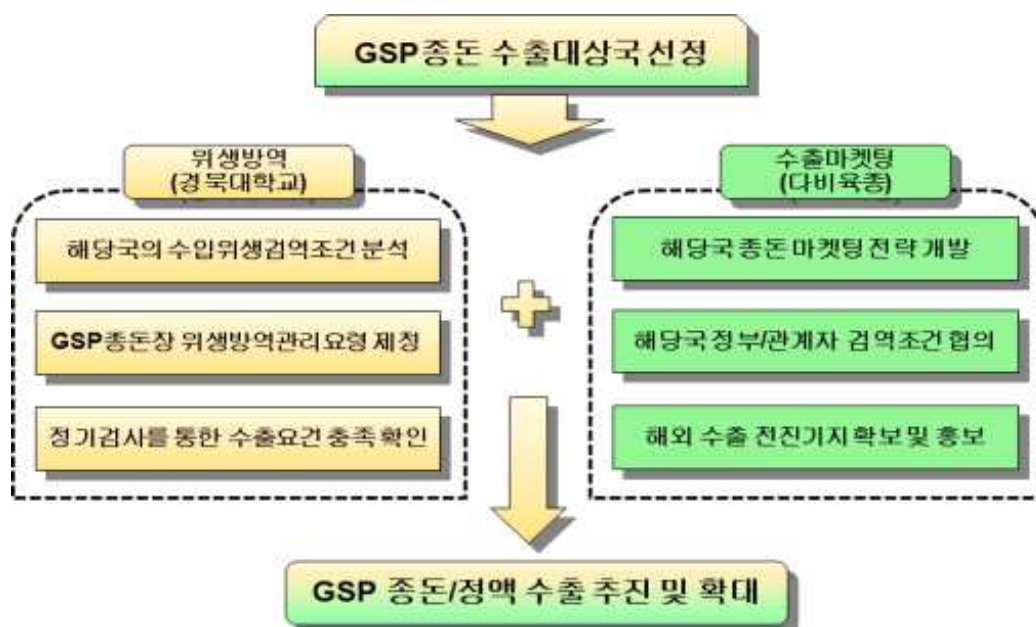 GSP종돈 수출대상국선정
위생방역
(경북대학교)
해당국의 수입위생검역조건 분석
GSP종돈장 위생방역관리요령 제정
정기검사를 통한 수출요건 충족 확인
수출마켓팅
(다비육종)
해당국 종돈 마켓팅 전략 개발
해당국 정부/관계자 검역조건 협의
해외 수출 전진기지 확보 및 홍보
GSP 종돈/정액 수출 추진 및 확대